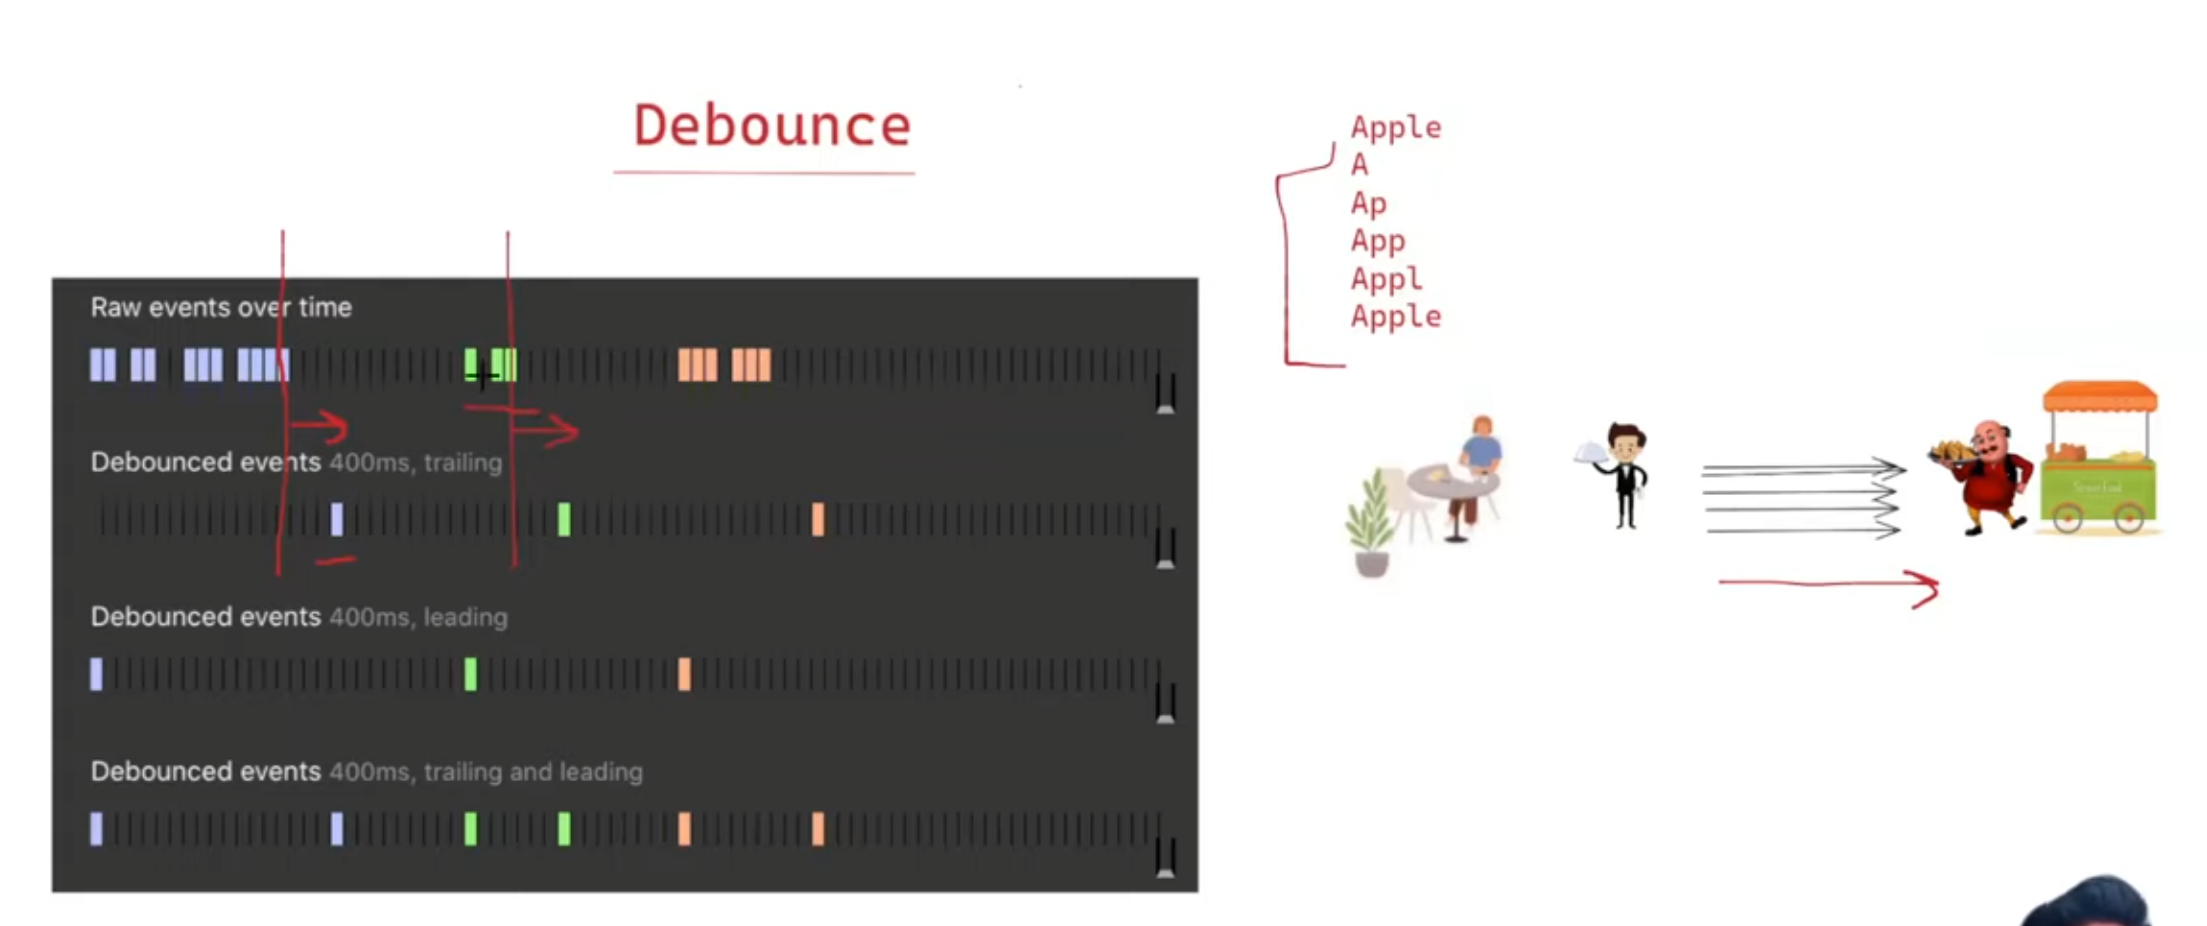 Debounce
Raw events over time
Debounced events 400ms, trailing
Debounced events 400ms, leading
Debounced events 400ms, trailing and leading
Apple
A
Ap
App
Appl
Apple